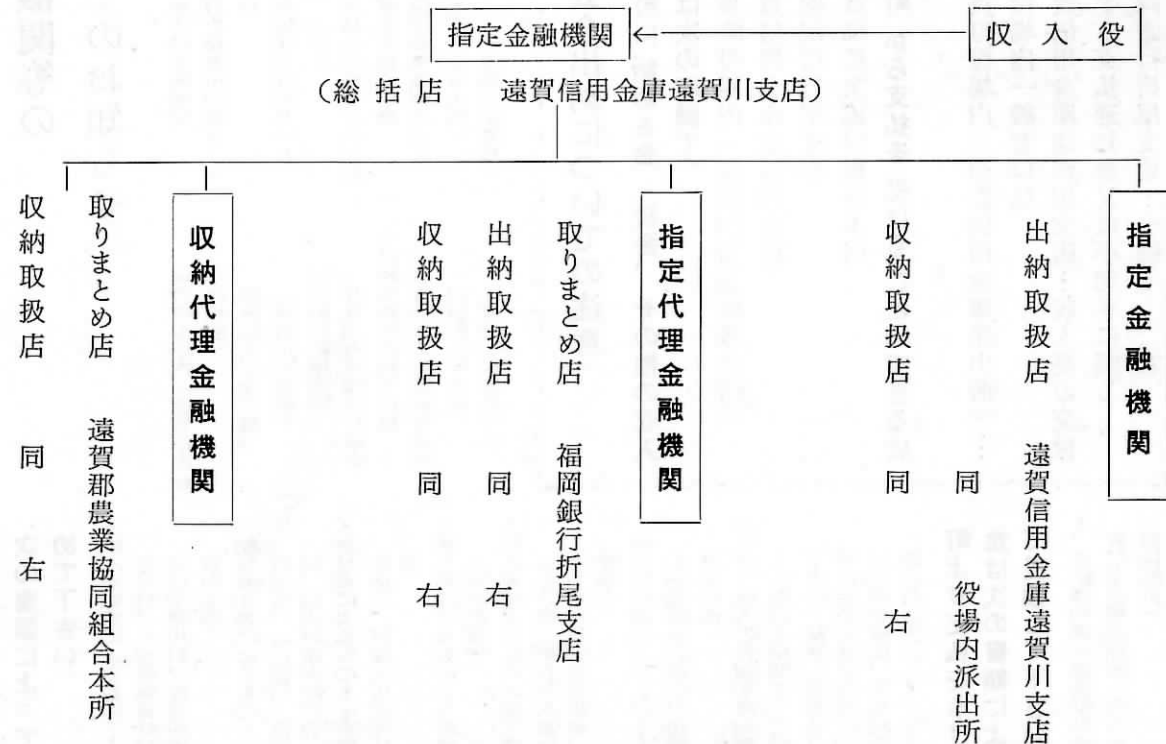 収入役
指定金融機関
（総括店　遠賀信用金庫遠賀川支店）
指定金融機関
出納取扱店　遠賀信用金庫遠賀川支店
同　役場内派出所
収納取扱店　同　右
指定代理金融機関
取りまとめ店　福岡銀行折尾支店
出納取扱店　同　右
収納取扱店　同　右
収納代理金融機関
取りまとめ店　遠賀郡農業協同組合本所
収納取扱店　同　右